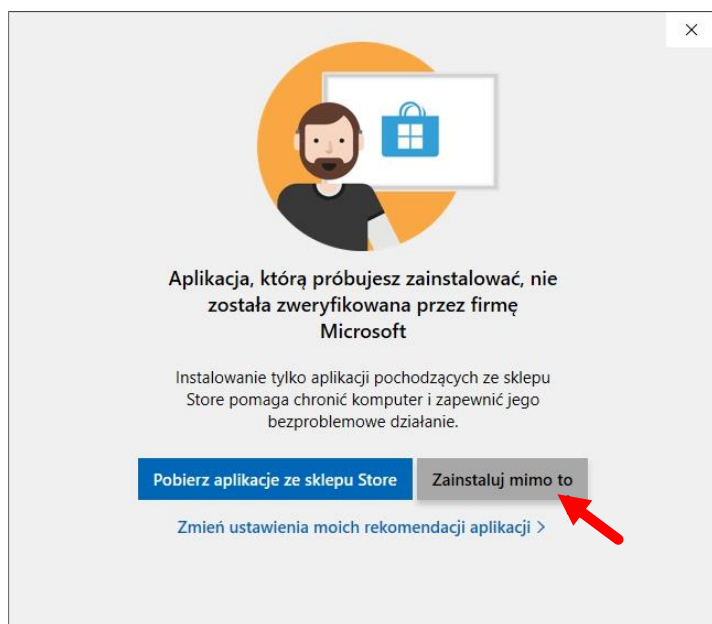 Aplikacja, którą próbujesz zainstalować, nie
została zweryfikowana przez firmę
Microsoft
Instalowanie tylko aplikacji pochodzących ze sklepu
Store pomaga chronić komputer i zapewnić jego
bezproblemowe działanie.
Pobierz aplikacje ze sklepu Store
Zainstaluj mimo to
Zmień ustawienia moich rekomendacji aplikacji >